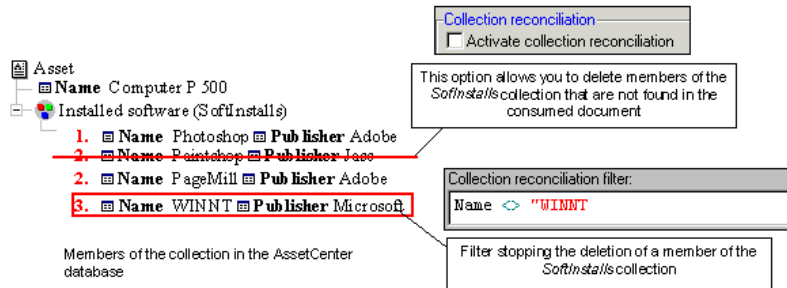 Collection reconciliation
Activate collection reconciliation
Asset
Name Computer P 500
This option allows you to delete members of the
SofInstalls collection that are not found in the
consumed document
Installed software (SoftInstalls)
1. Name Photoshop Publisher Adobe
2. Name Paintshop Publisher Jasc
2. Name PageMill Publisher Adobe
3. Name WINNT Publisher Microsoft
Collection reconciliation filter:
Name <> "WINNT
Members of the collection in the AssetCenter
database
Filter stopping the deletion of a member of the
SoftInstalls collection